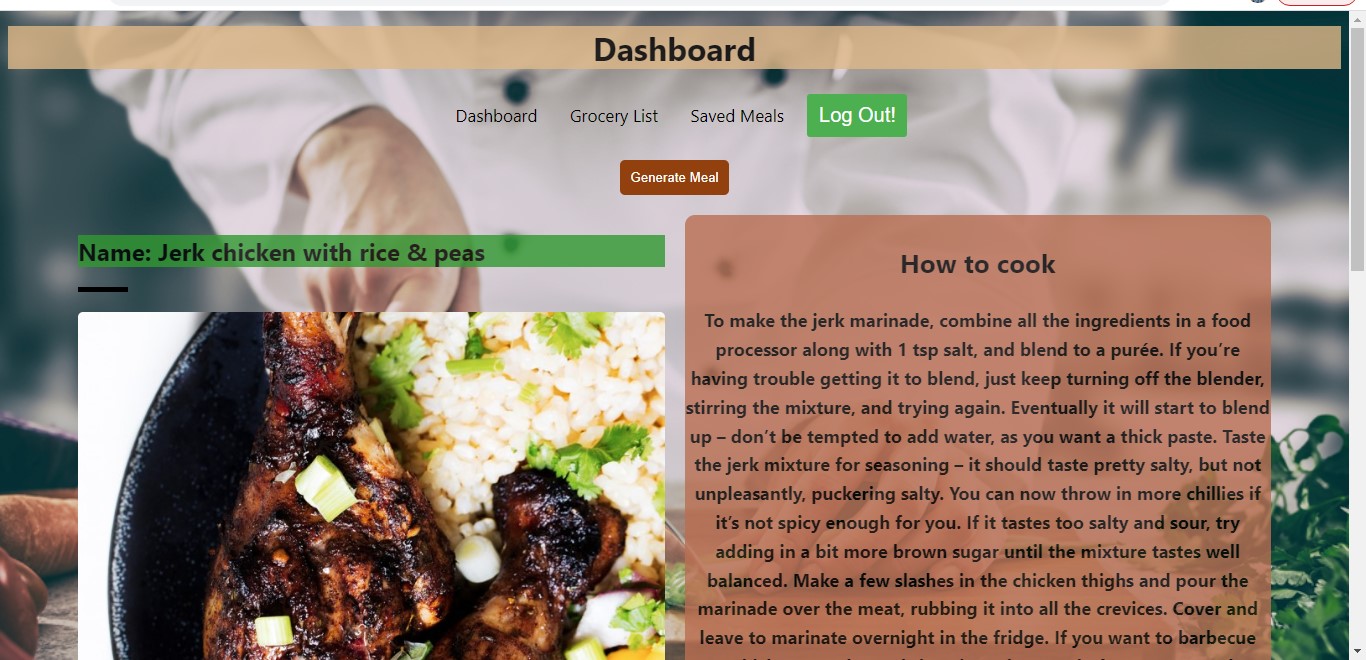 Dashboard
Dashboard Grocery List Saved Meals Log Out!
Generate Meal
Name: Jerk chicken with rice & peas
How to cook
To make the jerk marinade, combine all the ingredients in a food
processor along with 1 tsp salt, and blend to a purée. If you’re
having trouble getting it to blend, just keep turning off the blender,
stirring the mixture, and trying again. Eventually it will start to blend
up – don’t be tempted to add water, as you want a thick paste. Taste
the jerk mixture for seasoning – it should taste pretty salty, but not
unpleasantly, puckering salty. You can now throw in more chillies if
it’s not spicy enough for you. If it tastes too salty and sour, try
adding in a bit more brown sugar until the mixture tastes well
balanced. Make a few slashes in the chicken thighs and pour the
marinade over the meat, rubbing it into all the crevices. Cover and
leave to marinate overnight in the fridge. If you want to barbecue